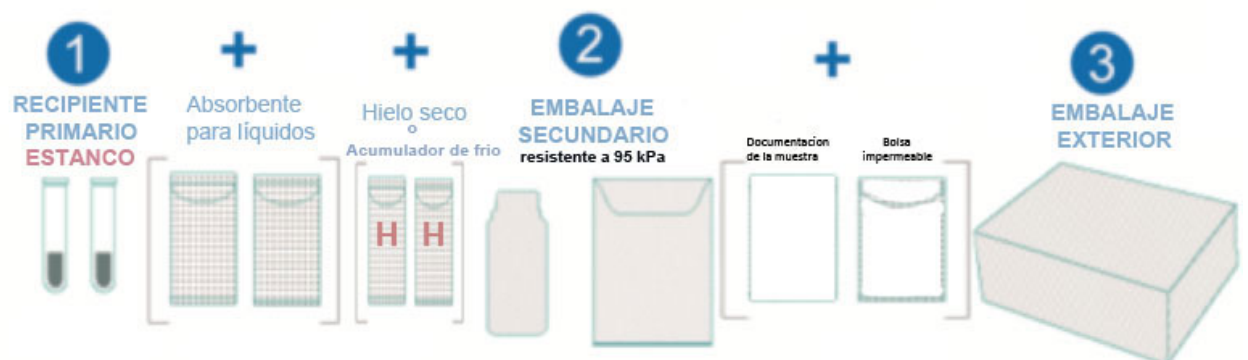 1
RECIPIENTE
PRIMARIO
ESTANCO
+
Absorbente
para líquidos
+
Hielo seco
o
Acumulador de frio
H H
2
EMBALAJE
SECUNDARIO
resistente a 95 kPa
+
Documentacion
de la muestra
Bolsa
impermeable
3
EMBALAJE
EXTERIOR